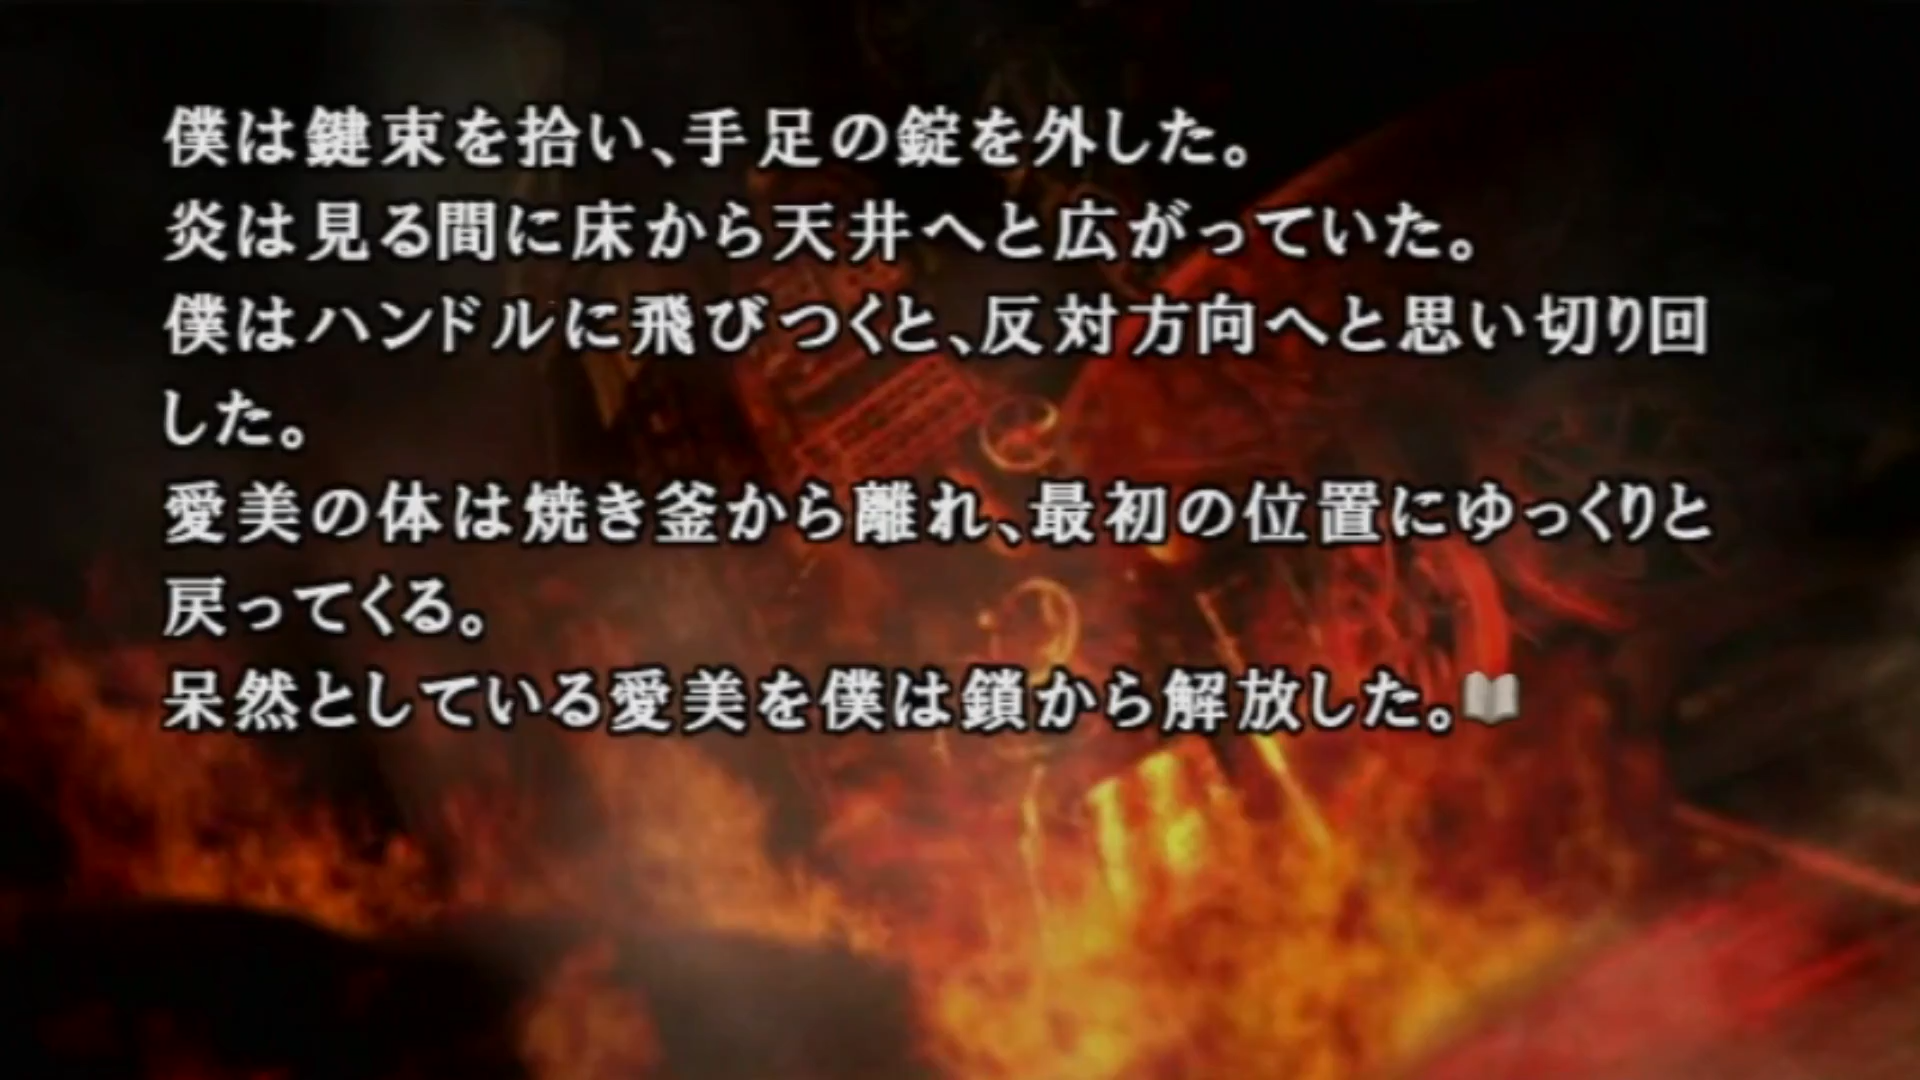 僕は鍵束を拾い、手足の錠を外した。
炎は見る間に床から天井へと広がっていた。
僕はハンドルに飛びつくと、反対方向へと思い切り回
した。
愛美の体は焼き釜から離れ、最初の位置にゆっくりと
戻ってくる。
呆然としている愛美を僕は鎖から解放した。